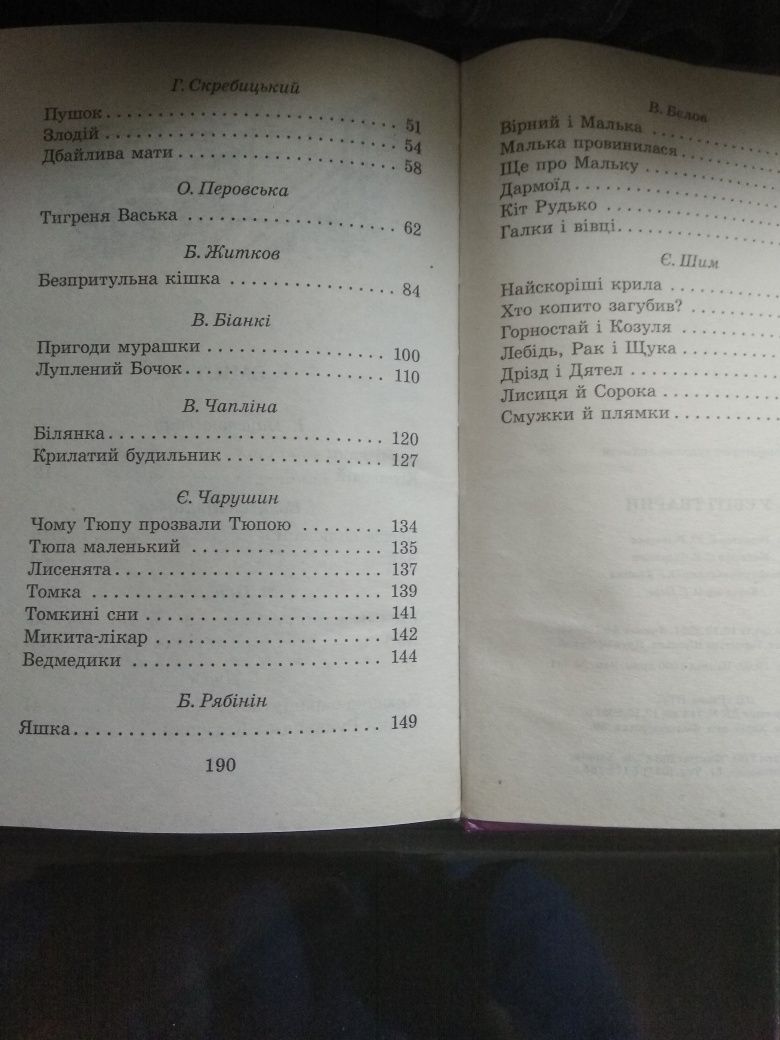 Г. Скребицький
Пушок . . . . . . . . . . . . . . . . . . . . . . . . . . . 51
Злодій . . . . . . . . . . . . . . . . . . . . . . . . . . . 54
Дбайлива мати . . . . . . . . . . . . . . . . . . . . 58
О. Перовська
Тигреня Васька . . . . . . . . . . . . . . . . . . . 62
Б. Житков
Безпритульна кішка . . . . . . . . . . . . . . . 84
В. Біанкі
Пригоди мурашки . . . . . . . . . . . . . . . . 100
Луплений Бочок . . . . . . . . . . . . . . . . . . 110
В. Чапліна
Білянка . . . . . . . . . . . . . . . . . . . . . . . . . 120
Крилатий будильник . . . . . . . . . . . . . . 127
Є. Чарушин
Чому Тюпу прозвали Тюпою . . . . . . . . 134
Тюпа маленький . . . . . . . . . . . . . . . . . 135
Лисенята . . . . . . . . . . . . . . . . . . . . . . . 137
Томка . . . . . . . . . . . . . . . . . . . . . . . . . . 139
Томкині сни . . . . . . . . . . . . . . . . . . . . . 141
Микита-лікар . . . . . . . . . . . . . . . . . . . . 142
Ведмедики . . . . . . . . . . . . . . . . . . . . . . 144
Б. Рябінін
Яшка . . . . . . . . . . . . . . . . . . . . . . . . . . . 149
190
В. Бєлов
Вірний і Малька . . . . . . . . .
Малька провинилася . . . . . . .
Ще про Мальку . . . . . . . . . .
Дармоїд . . . . . . . . . . . . . .
Кіт Рудько . . . . . . . . . . . .
Галки і вівці . . . . . . . . . . .
Є. Шим
Найскоріші крила . . . . . . . .
Хто копито загубив? . . . . . . .
Горностай і Козуля . . . . . . .
Лебідь, Рак і Щука . . . . . . .
Дрізд і Дятел . . . . . . . . . . .
Лисиця й Сорока . . . . . . . . .
Смужки й плямки . . . . . . . . .